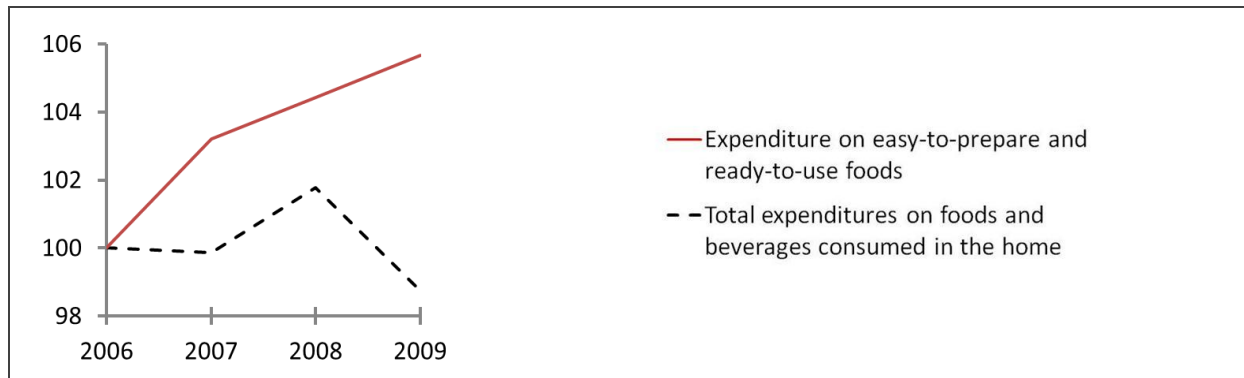 106
104
102
100
98
2006 2007 2008 2009
Expenditure on easy-to-prepare and
ready-to-use foods
Total expenditures on foods and
beverages consumed in the home